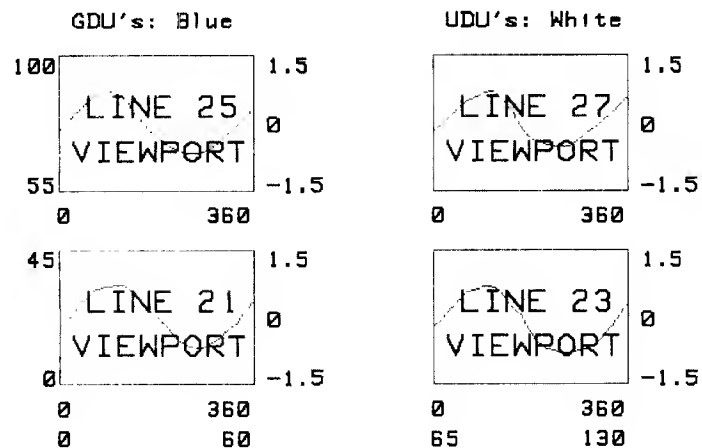 GDU's: Blue UDU's: White
100 1.5 1.5
LINE 25 LINE 27
0 0
VIEWPORT VIEWPORT
55 -1.5 -1.5
0 360 0 360
45 1.5 1.5
LINE 21 LINE 23
0 0
VIEWPORT VIEWPORT
0 -1.5 -1.5
0 360 0 360
0 60 65 130